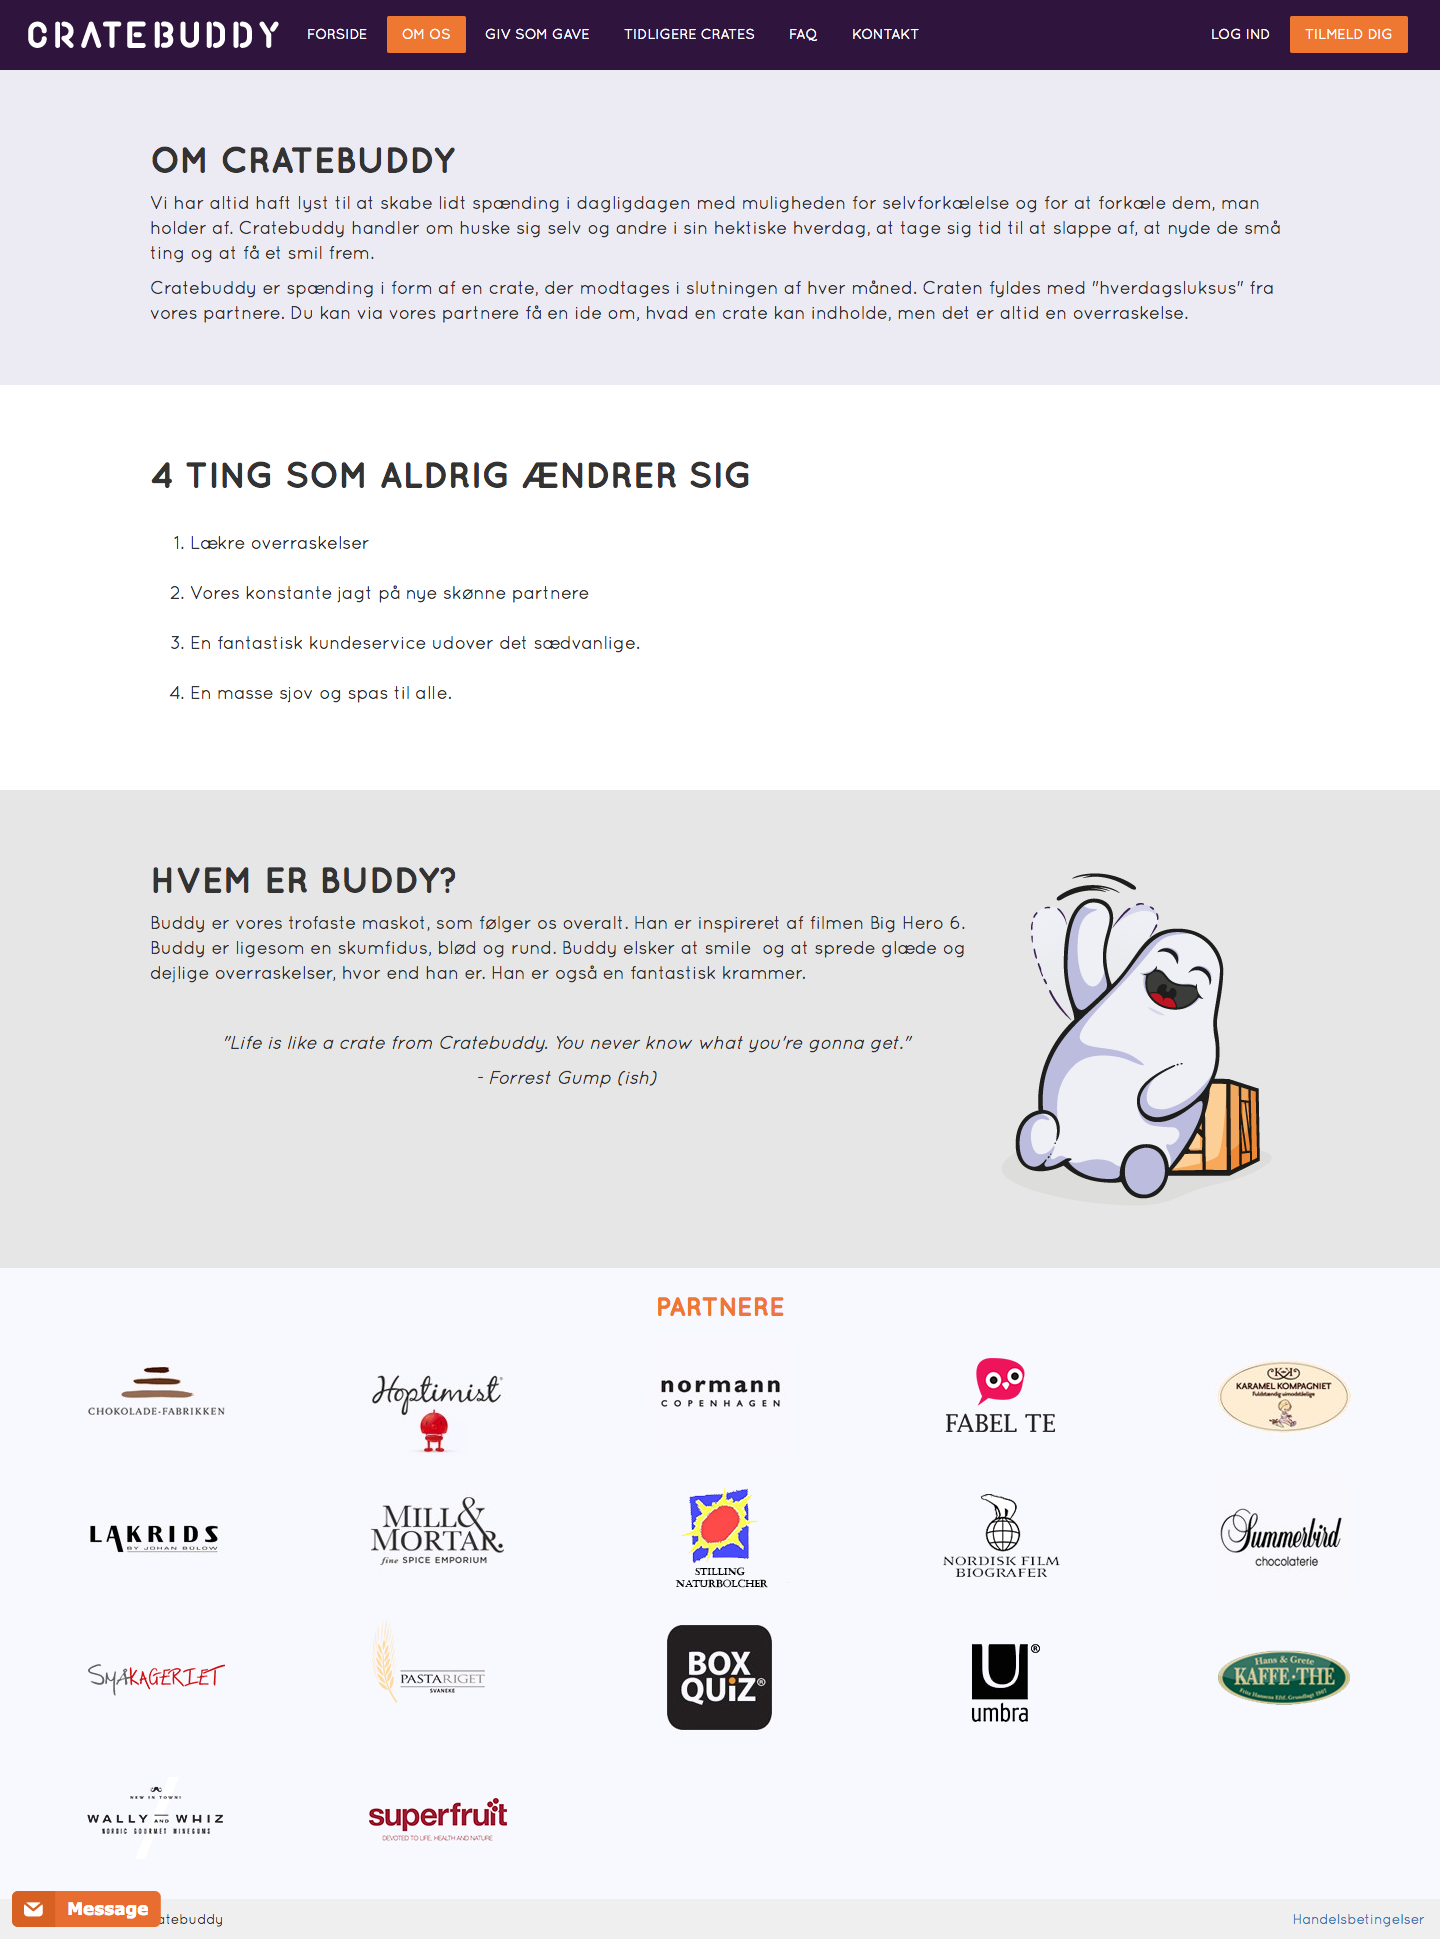 CRATEBUDDY FORSIDE OM OS GIV SOM GAVE TIDLIGERE CRATES FAQ KONTAKT LOG IND TILMELD DIG
OM CRATEBUDDY
Vi har altid haft lyst til at skabe lidt spænding i dagligdagen med muligheden for selvforkælelse og for at forkæle dem, man
holder af. Cratebuddy handler om huske sig selv og andre i sin hektiske hverdag, at tage sig tid til at slappe af, at nyde de små
ting og at få et smil frem.
Cratebuddy er spænding i form af en crate, der modtages i slutningen af hver måned. Craten fyldes med "hverdagsluksus" fra
vores partnere. Du kan via vores partnere få en ide om, hvad en crate kan indholde, men det er altid en overraskelse.
4 TING SOM ALDRIG ÆNDRER SIG
1. Lækre overraskelser
2. Vores konstante jagt på nye skønne partnere
3. En fantastisk kundeservice udover det sædvanlige.
4. En masse sjov og spas til alle.
HVEM ER BUDDY?
Buddy er vores trofaste maskot, som følger os overalt. Han er inspireret af filmen Big Hero 6.
Buddy er ligesom en skumfidus, blød og rund. Buddy elsker at smile og at sprede glæde og
dejlige overraskelser, hvor end han er. Han er også en fantastisk krammer.
"Life is like a crate from Cratebuddy. You never know what you're gonna get."
- Forrest Gump (ish)
PARTNERE
CHOKOLADE-FABRIKKEN
Hoptimist
normann
COPENHAGEN
FABEL TE
KARAMEL KOMPAGNIET
Fuldstændig uimodståelige
LAKRIDS
BY JOHAN BÜLOW
MILL&
MORTAR.
fine SPICE EMPORIUM
STILLING
NATURBOLCHER
NORDISK FILM
BIOGRAFER
Summerbird
chocolaterie
SMÅKAGERIET
PASTARIGET
SVANEKE
BOX
QUiZ®
U®
umbra
Hans & Grete
KAFFE·THE
NEW IN TOWN!
WALLY AND WHIZ
NORDIC GOURMET WINEGUMS
superfruit
DEVOTED TO LIFE, HEALTH AND NATURE
Message
atebuddy
Handelsbetingelser